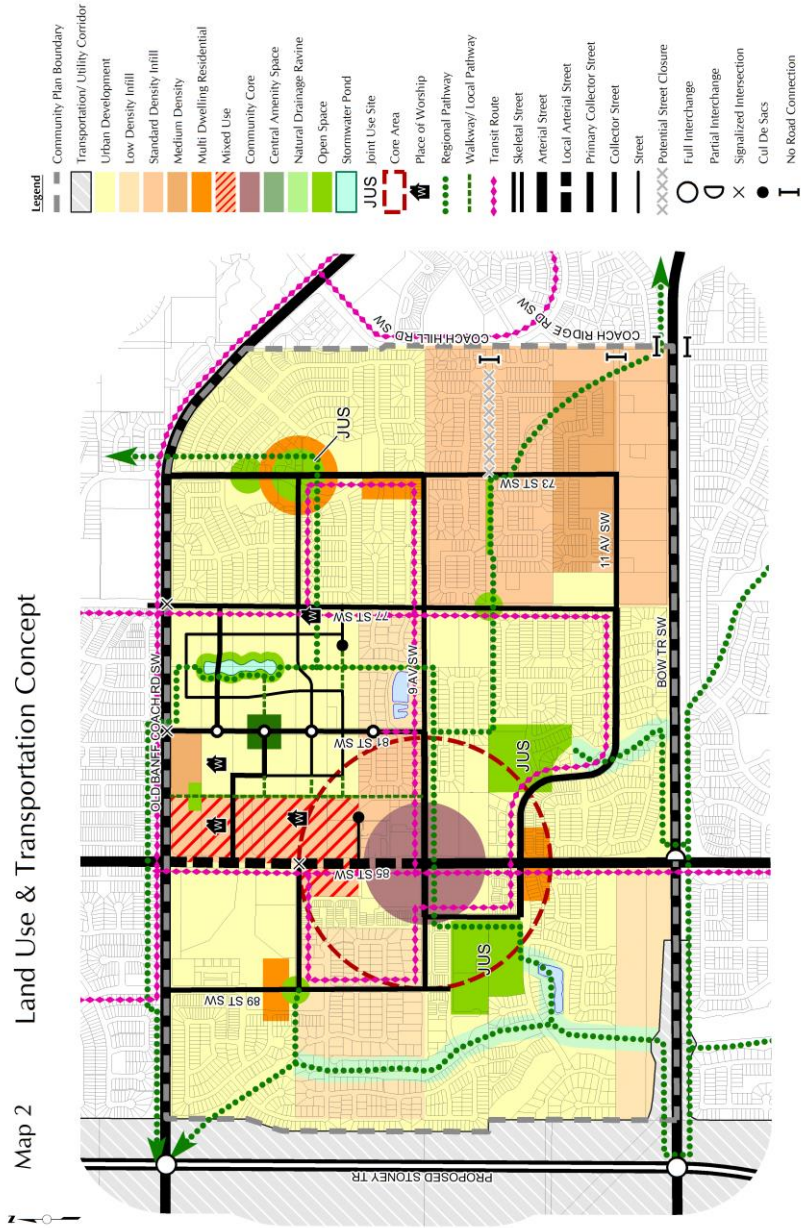 Map 2
Land Use & Transportation Concept
N
OLD BANFF COACH RD SW
COACH HILL RD SW
COACH RIDGE RD SW
JUS
73 ST SW
77 ST SW
81 ST SW
85 ST SW
89 ST SW
9 AV SW
11 AV SW
BOW TR SW
PROPOSED STONEY TR
JUS
JUS
W
W
W
W
Legend
Community Plan Boundary
Transportation/ Utility Corridor
Urban Development
Low Density Infill
Standard Density Infill
Medium Density
Multi Dwelling Residential
Mixed Use
Community Core
Central Amenity Space
Natural Drainage Ravine
Open Space
Stormwater Pond
JUS Joint Use Site
Core Area
W Place of Worship
Regional Pathway
Walkway/ Local Pathway
Transit Route
Skeletal Street
Arterial Street
Local Arterial Street
Primary Collector Street
Collector Street
Street
Potential Street Closure
Full Interchange
Partial Interchange
Signalized Intersection
Cul De Sacs
No Road Connection